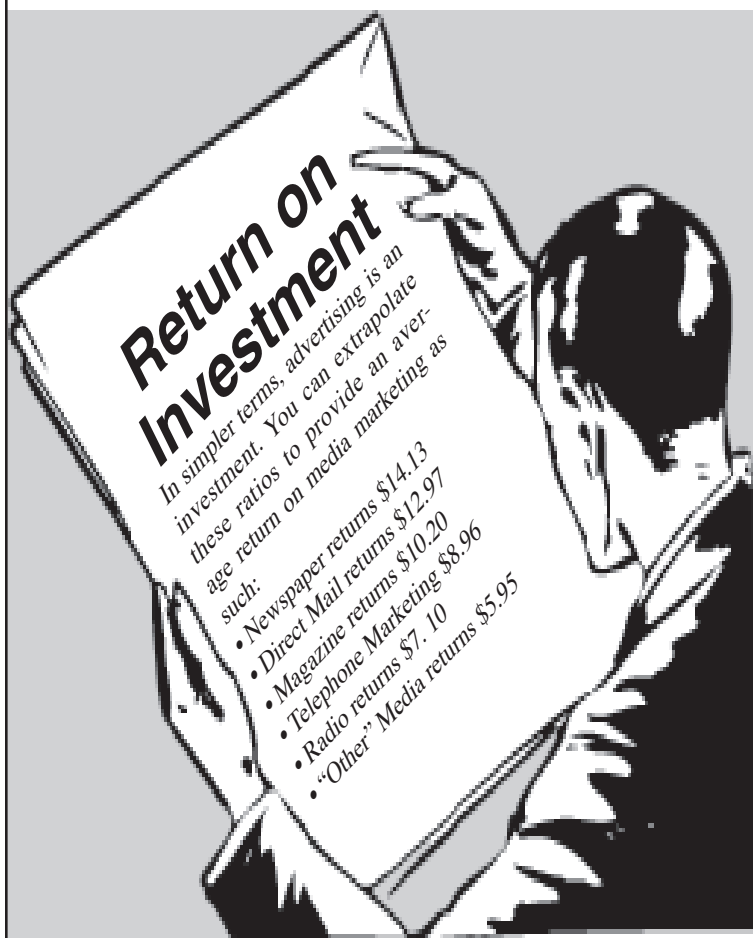 Return on
Investment
In simpler terms, advertising is an
investment. You can extrapolate
these ratios to provide an aver-
age return on media marketing as
such:
• Newspaper returns $14.13
• Direct Mail returns $12.97
• Magazine returns $10.20
• Telephone Marketing $8.96
• Radio returns $7. 10
• “Other” Media returns $5.95